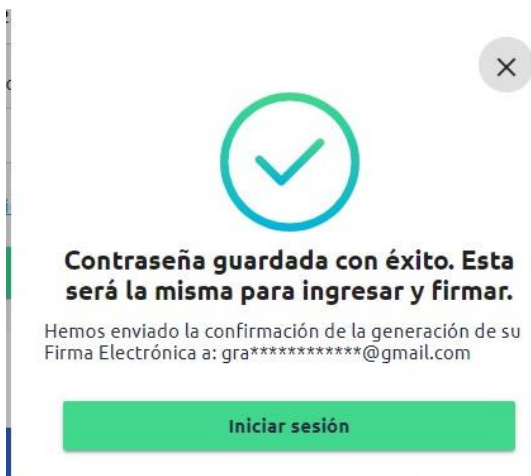 Contraseña guardada con éxito. Esta
será la misma para ingresar y firmar.
Hemos enviado la confirmación de la generación de su
Firma Electrónica a: gra************@gmail.com
Iniciar sesión